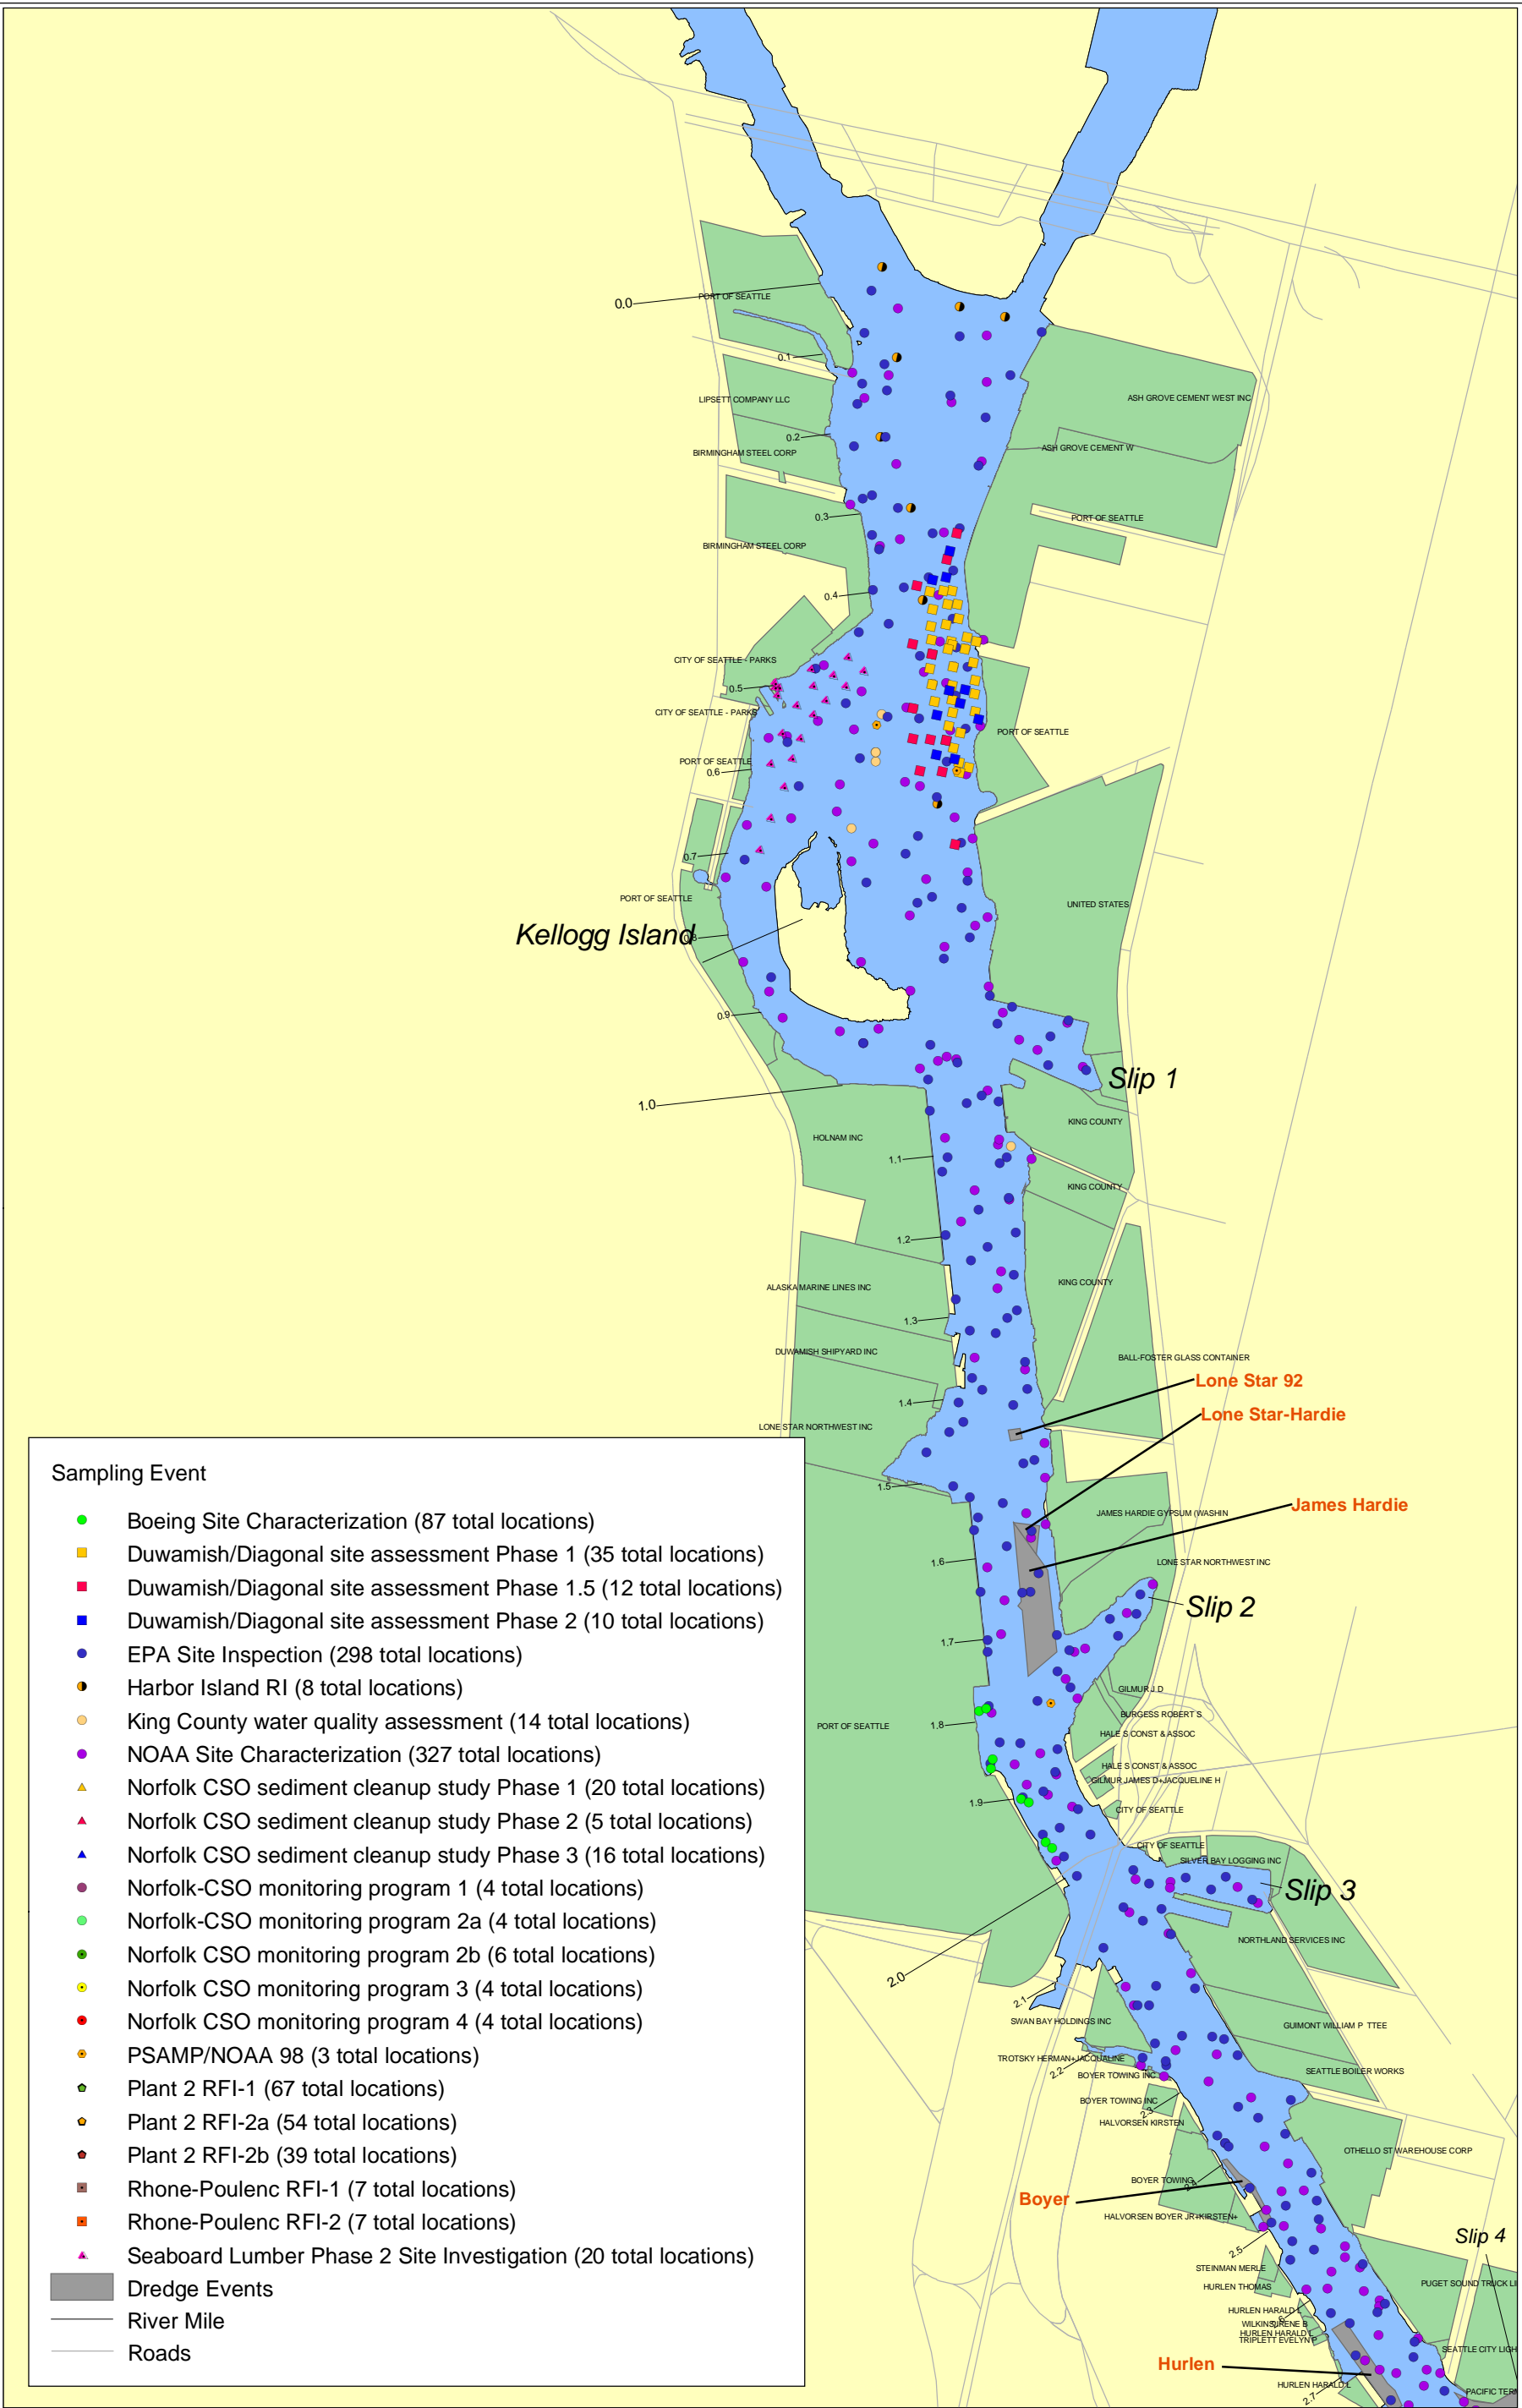 0.0
PORT OF SEATTLE
0.1
LIPSETT COMPANY LLC
ASH GROVE CEMENT WEST INC
0.2
ASH GROVE CEMENT W
BIRMINGHAM STEEL CORP
0.3
PORT OF SEATTLE
BIRMINGHAM STEEL CORP
0.4
CITY OF SEATTLE - PARKS
0.5
CITY OF SEATTLE - PARKS
PORT OF SEATTLE
PORT OF SEATTLE
0.6
0.7
PORT OF SEATTLE
UNITED STATES
Kellogg Island
0.8
0.9
Slip 1
1.0
KING COUNTY
HOLNAM INC
1.1
KING COUNTY
1.2
KING COUNTY
ALASKA MARINE LINES INC
1.3
DUWAMISH SHIPYARD INC
BALL-FOSTER GLASS CONTAINER
Lone Star 92
1.4
Lone Star-Hardie
LONE STAR NORTHWEST INC
1.5
James Hardie
JAMES HARDIE GYPSUM (WASHIN
1.6
LONE STAR NORTHWEST INC
Slip 2
1.7
GILMUR J D
BURGESS ROBERT S
1.8
PORT OF SEATTLE
HALE S CONST & ASSOC
HALE S CONST & ASSOC
GILMUR JAMES D+JACQUELINE H
1.9
CITY OF SEATTLE
CITY OF SEATTLE
SILVER BAY LOGGING INC
Slip 3
NORTHLAND SERVICES INC
2.0
2.1
SWAN BAY HOLDINGS INC
GUIMONT WILLIAM P TTEE
TROTSKY HERMAN+JACQUALINE
2.2
BOYER TOWING INC
SEATTLE BOILER WORKS
BOYER TOWING INC
2.3
HALVORSEN KIRSTEN
OTHELLO ST WAREHOUSE CORP
BOYER TOWING
2.4
Boyer
HALVORSEN BOYER JR+KIRSTEN+
Slip 4
2.5
STEINMAN MERLE
HURLEN THOMAS
PUGET SOUND TRUCK LI
HURLEN HARALD L
2.6
WILKINS IRENE B
HURLEN HARALD L
TRIPLETT EVELYN P
SEATTLE CITY LIGH
Hurlen
HURLEN HARALD L
2.7
PACIFIC TER
Sampling Event
Boeing Site Characterization (87 total locations)
Duwamish/Diagonal site assessment Phase 1 (35 total locations)
Duwamish/Diagonal site assessment Phase 1.5 (12 total locations)
Duwamish/Diagonal site assessment Phase 2 (10 total locations)
EPA Site Inspection (298 total locations)
Harbor Island RI (8 total locations)
King County water quality assessment (14 total locations)
NOAA Site Characterization (327 total locations)
Norfolk CSO sediment cleanup study Phase 1 (20 total locations)
Norfolk CSO sediment cleanup study Phase 2 (5 total locations)
Norfolk CSO sediment cleanup study Phase 3 (16 total locations)
Norfolk-CSO monitoring program 1 (4 total locations)
Norfolk-CSO monitoring program 2a (4 total locations)
Norfolk CSO monitoring program 2b (6 total locations)
Norfolk CSO monitoring program 3 (4 total locations)
Norfolk CSO monitoring program 4 (4 total locations)
PSAMP/NOAA 98 (3 total locations)
Plant 2 RFI-1 (67 total locations)
Plant 2 RFI-2a (54 total locations)
Plant 2 RFI-2b (39 total locations)
Rhone-Poulenc RFI-1 (7 total locations)
Rhone-Poulenc RFI-2 (7 total locations)
Seaboard Lumber Phase 2 Site Investigation (20 total locations)
Dredge Events
River Mile
Roads